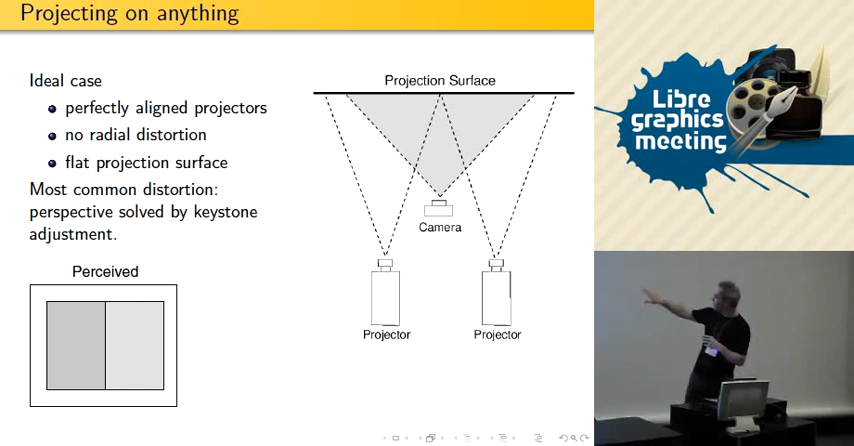 Projecting on anything
Ideal case
perfectly aligned projectors
no radial distortion
flat projection surface
Most common distortion:
perspective solved by keystone
adjustment.
Perceived
Projection Surface
Camera
Projector
Projector
Libre
graphics
meeting